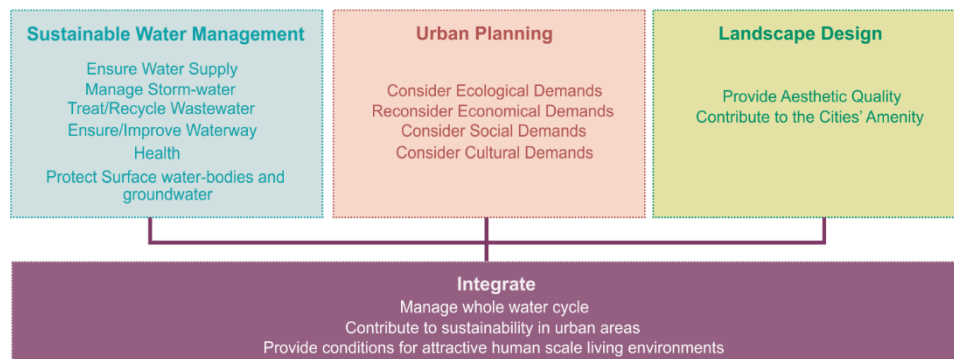 Sustainable Water Management
Ensure Water Supply
Manage Storm-water
Treat/Recycle Wastewater
Ensure/Improve Waterway
Health
Protect Surface water-bodies and
groundwater
Urban Planning
Consider Ecological Demands
Reconsider Economical Demands
Consider Social Demands
Consider Cultural Demands
Landscape Design
Provide Aesthetic Quality
Contribute to the Cities' Amenity
Integrate
Manage whole water cycle
Contribute to sustainability in urban areas
Provide conditions for attractive human scale living environments